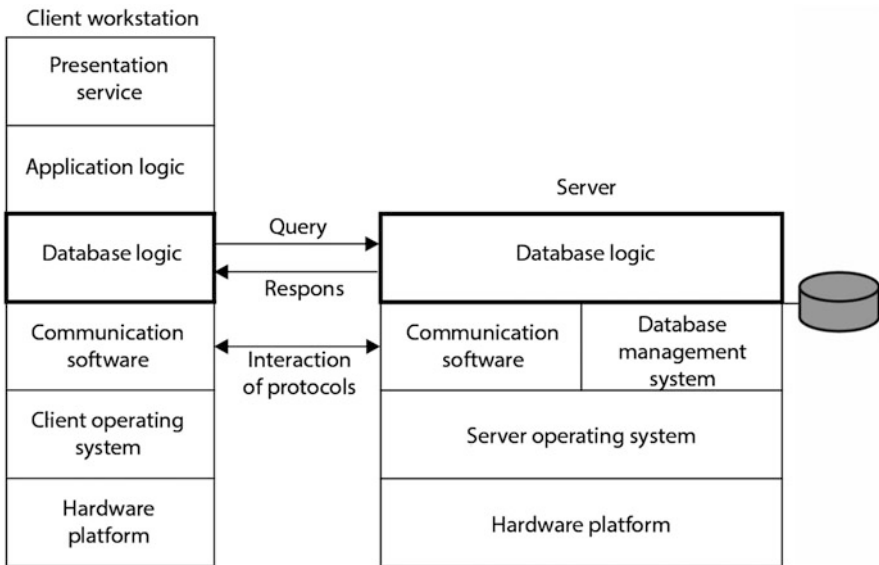 Client workstation
Presentation
service
Application logic
Server
Database logic
Query
Respons
Database logic
Communication
software
Interaction
of protocols
Communication
software
Database
management
system
Client operating
system
Server operating system
Hardware
platform
Hardware platform